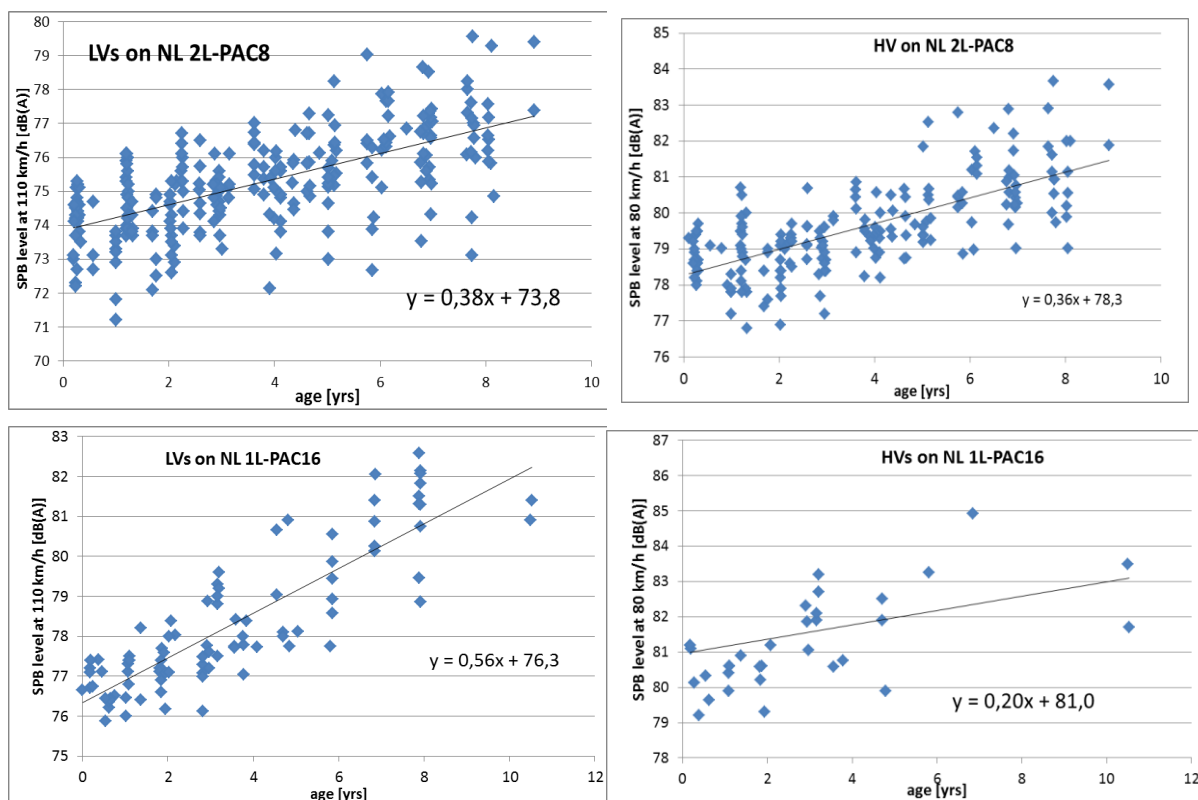 LVs on NL 2L-PAC8
SPB level at 110 km/h [dB(A)]
80
79
78
77
76
75
74
73
72
71
70
0 2 4 6 8 10
age [yrs]
y = 0,38x + 73,8
HV on NL 2L-PAC8
SPB level at 80 km/h [dB(A)]
85
84
83
82
81
80
79
78
77
76
0 2 4 6 8 10
age [yrs]
y = 0,36x + 78,3
LVs on NL 1L-PAC16
SPB level at 110 km/h [dB(A)]
83
82
81
80
79
78
77
76
75
0 2 4 6 8 10 12
age [yrs]
y = 0,56x + 76,3
HVs on NL 1L-PAC16
SPB level at 80 km/h [dB(A)]
87
86
85
84
83
82
81
80
79
78
0 2 4 6 8 10 12
age [yrs]
y = 0,20x + 81,0